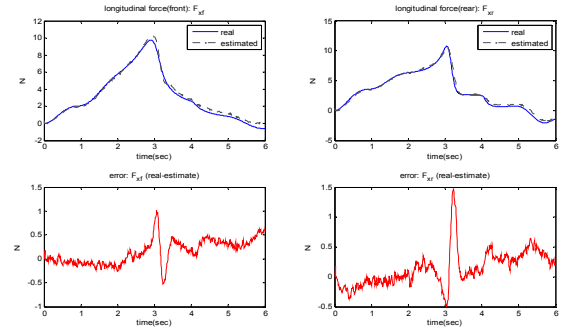 longitudinal force(front): Fxf
12
10
8
6
4
2
0
-2
N
real
estimated
0 1 2 3 4 5 6
time(sec)
longitudinal force(rear): Fxr
15
10
5
0
-5
N
real
estimated
0 1 2 3 4 5 6
time(sec)
error: Fxf (real-estimate)
1.5
1
0.5
0
-0.5
-1
N
0 1 2 3 4 5 6
time(sec)
error: Fxr (real-estimate)
1.5
1
0.5
0
-0.5
N
0 1 2 3 4 5 6
time(sec)